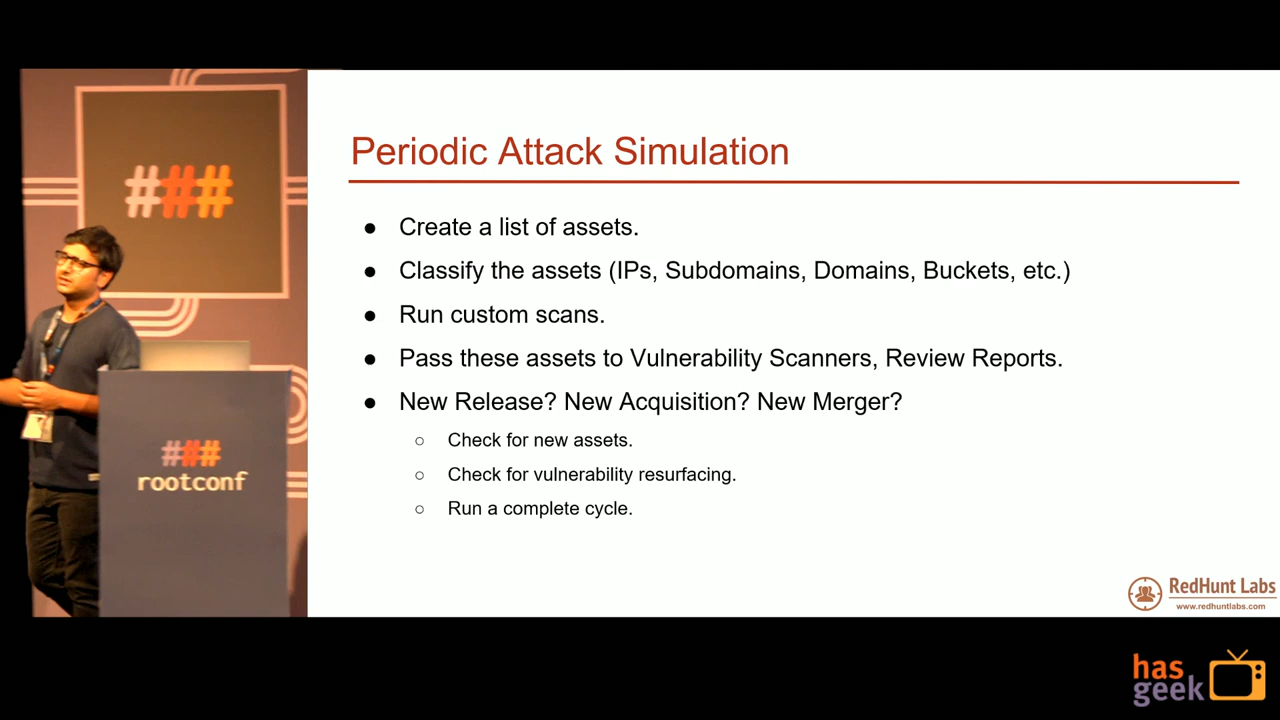 ###
###
rootconf
Periodic Attack Simulation
● Create a list of assets.
● Classify the assets (IPs, Subdomains, Domains, Buckets, etc.)
● Run custom scans.
● Pass these assets to Vulnerability Scanners, Review Reports.
● New Release? New Acquisition? New Merger?
○ Check for new assets.
○ Check for vulnerability resurfacing.
○ Run a complete cycle.
RedHunt Labs
www.redhuntlabs.com
has
geek